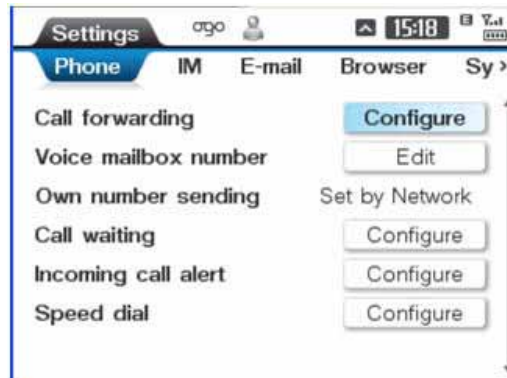 Settings ogo 15:18
Phone IM E-mail Browser Sy
Call forwarding Configure
Voice mailbox number Edit
Own number sending Set by Network
Call waiting Configure
Incoming call alert Configure
Speed dial Configure